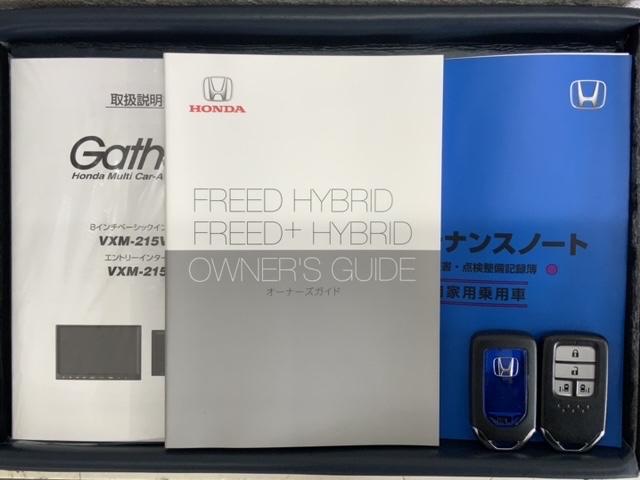 取扱説明
Gath
Honda Multi Car-A
8インチベーシックイン
VXM-215
エントリーインター
VXM-215
HONDA
FREED HYBRID
FREED+ HYBRID
OWNER'S GUIDE
オーナーズガイド
ナンスノート
・点検整備記録簿
家用乗用車